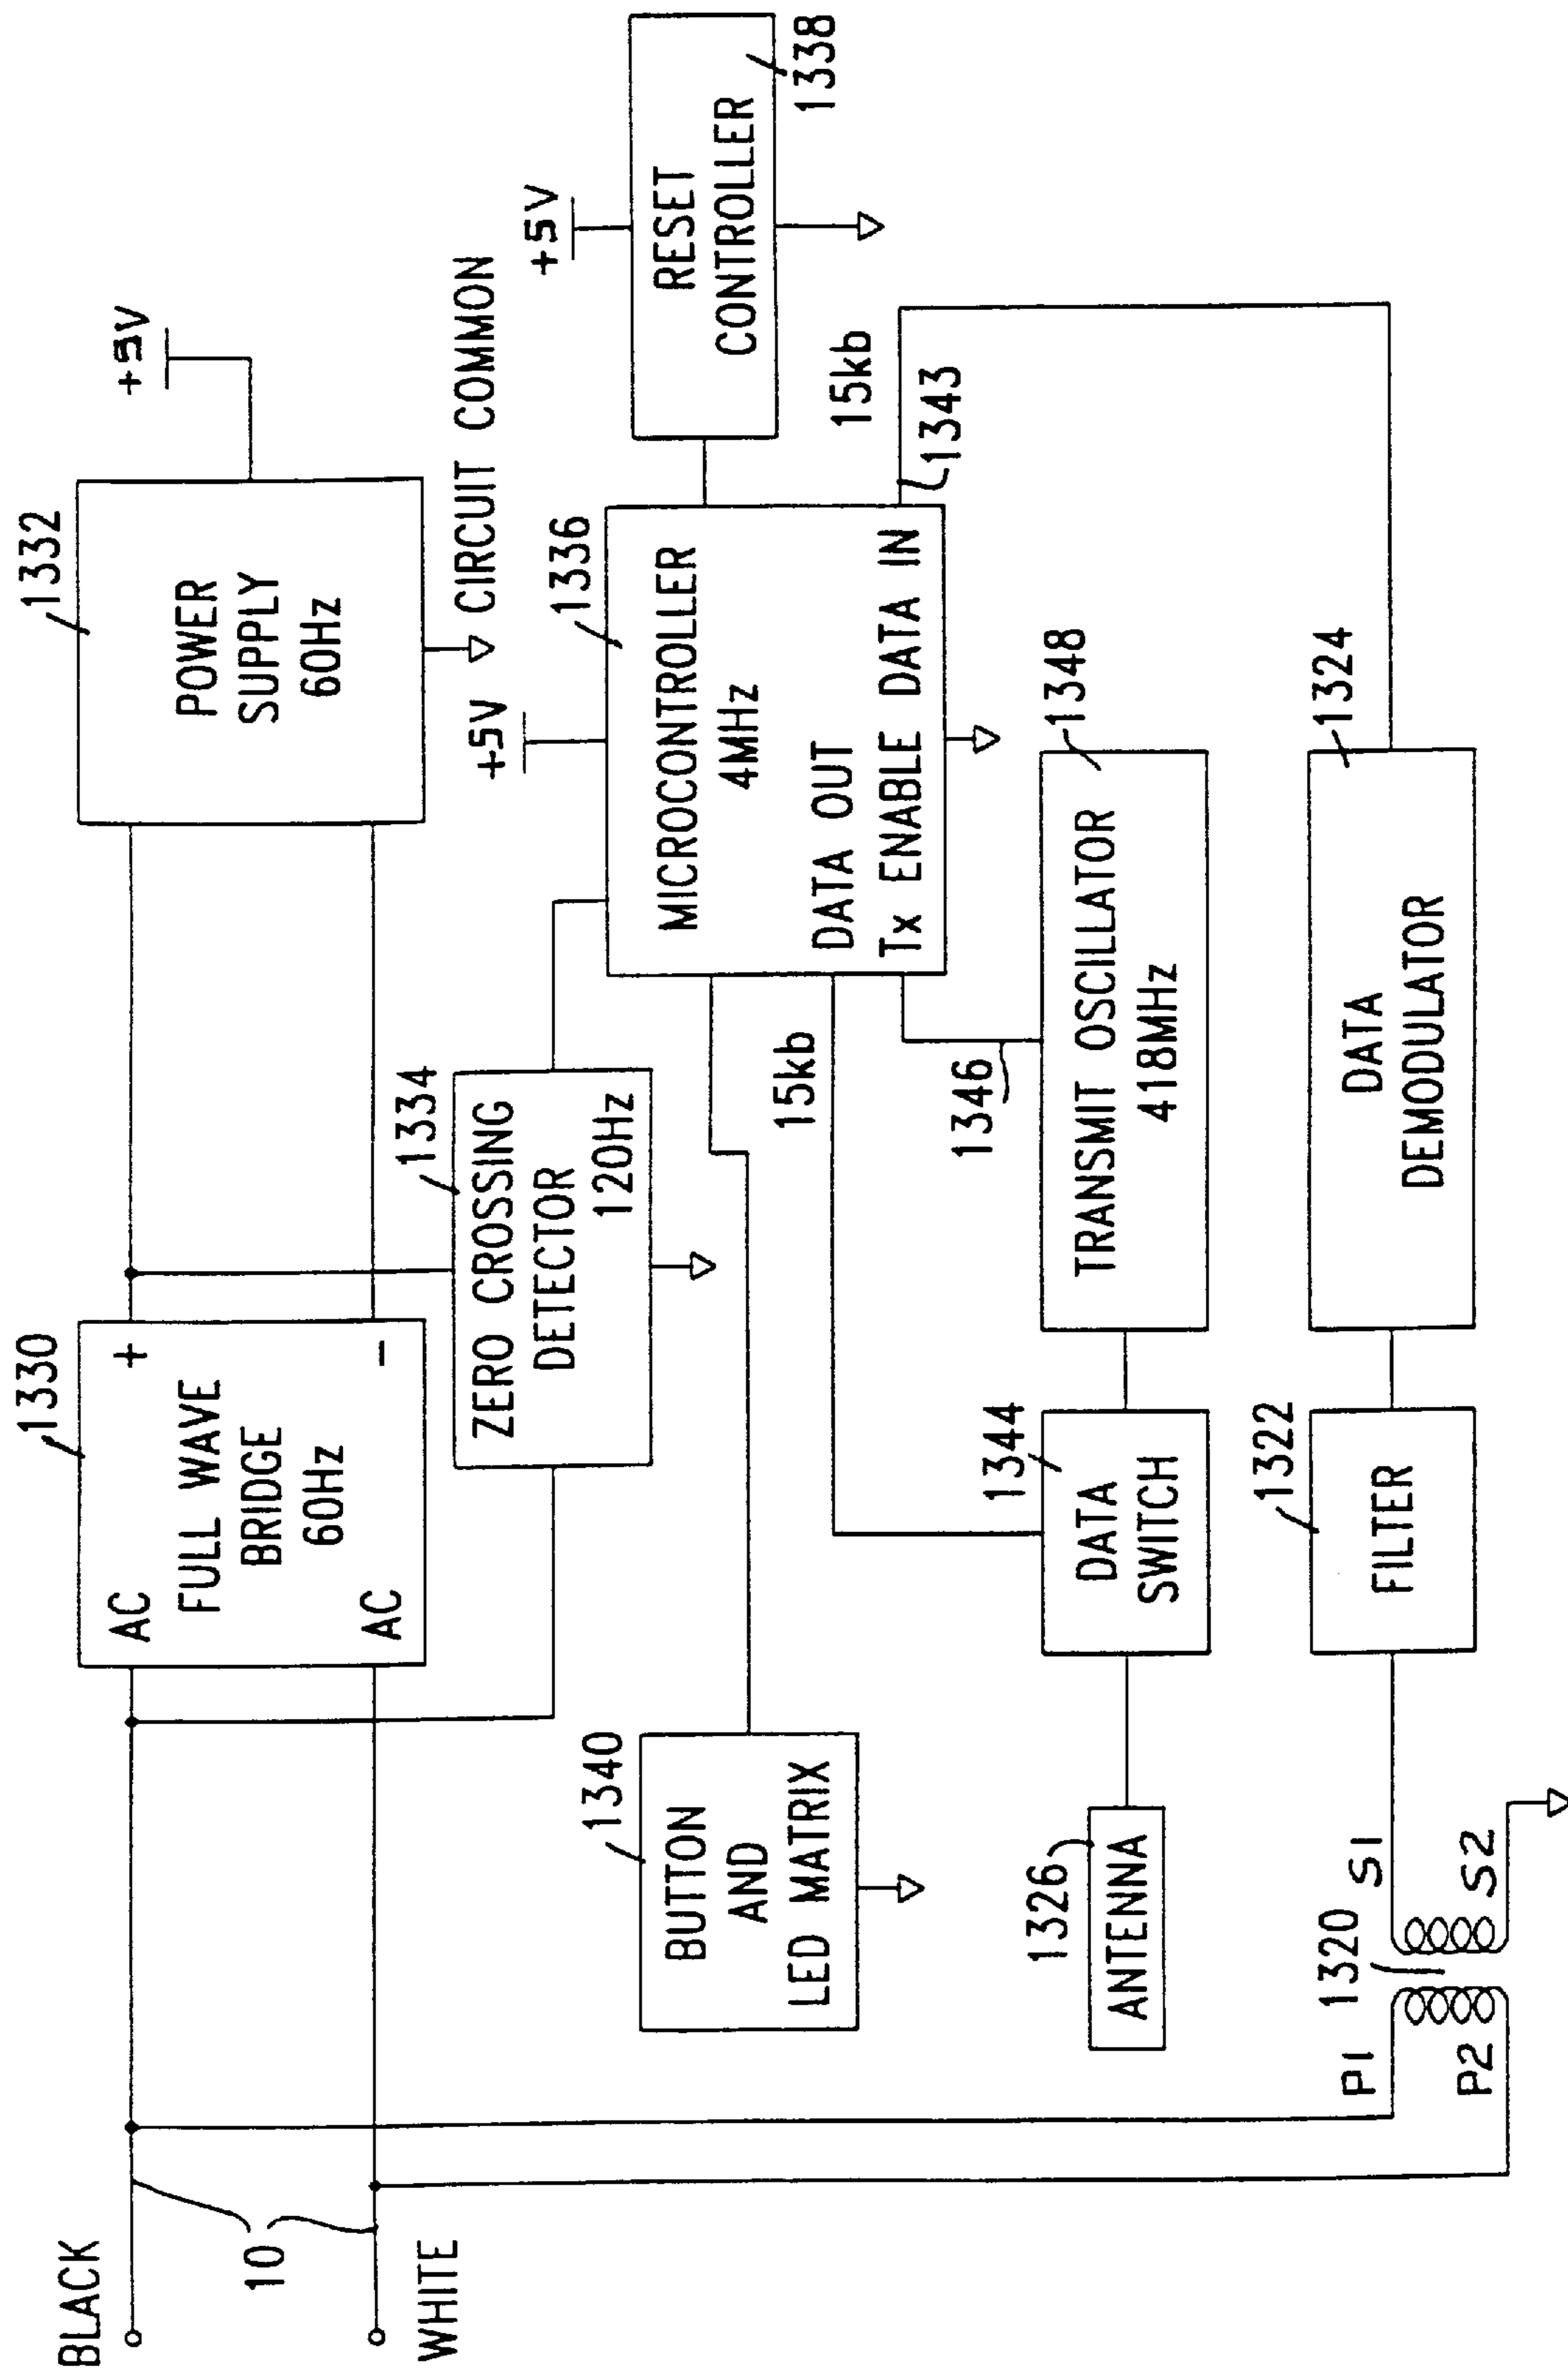 BLACK
10
WHITE
1330
AC
+
FULL WAVE
BRIDGE
60Hz
AC
-
1332
POWER
SUPPLY
60Hz
+5V
CIRCUIT COMMON
1334
ZERO CROSSING
DETECTOR
120Hz
+5V
1336
MICROCONTROLLER
4MHz
DATA OUT
Tx ENABLE DATA IN
+5V
RESET
CONTROLLER
1338
15kb
1343
1340
BUTTON
AND
LED MATRIX
15kb
1346
1326
ANTENNA
1344
DATA
SWITCH
1348
TRANSMIT OSCILLATOR
418MHz
1320
P1
S1
P2
S2
1322
FILTER
1324
DATA
DEMODULATOR